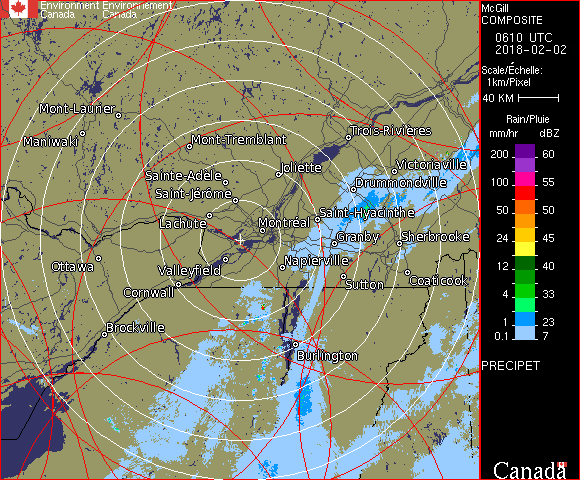 Environment Environnement
Canada Canada
McGill
COMPOSITE
0610 UTC
2018-02-02
Scale/Échelle:
1km/Pixel
40 KM
Rain/Pluie
mm/hr dBZ
200 60
100 55
50 50
24 45
12 40
4 33
1 23
0.1 7
PRECIPET
Canada
Mont-Laurier
Maniwaki
Mont-Tremblant
Trois-Rivières
Joliette
Victoriaville
Sainte-Adèle
Drummondville
Saint-Jérôme
Saint-Hyacinthe
Lachute
Montréal
Granby
Sherbrooke
Ottawa
Valleyfield
Napierville
Cornwall
Sutton
Coaticook
Brockville
Burlington